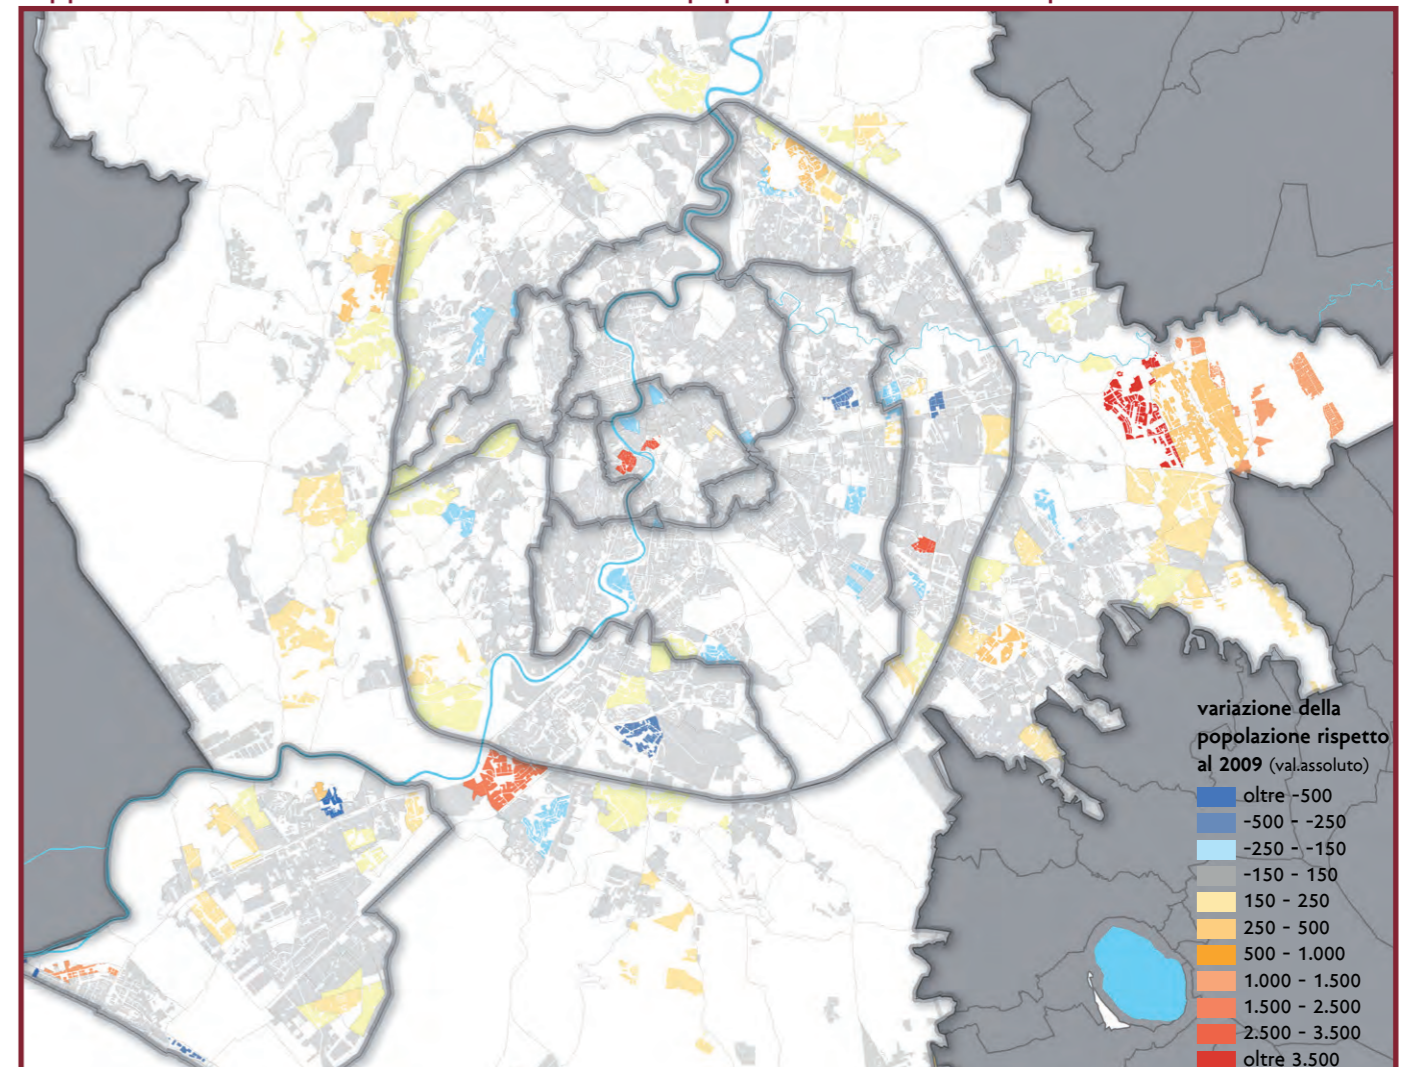 variazione della
popolazione rispetto
al 2009 (val.assoluto)
oltre -500
-500 - -250
-250 - -150
-150 - 150
150 - 250
250 - 500
500 - 1.000
1.000 - 1.500
1.500 - 2.500
2.500 - 3.500
oltre 3.500